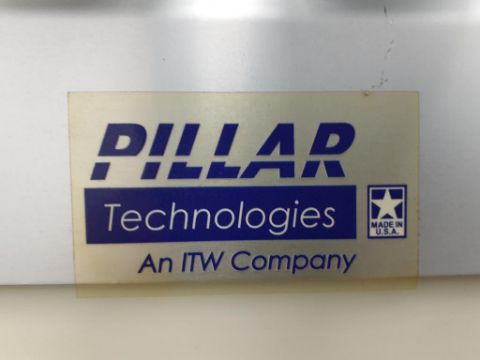 PILLAR
Technologies
MADE IN
U.S.A.
An ITW Company